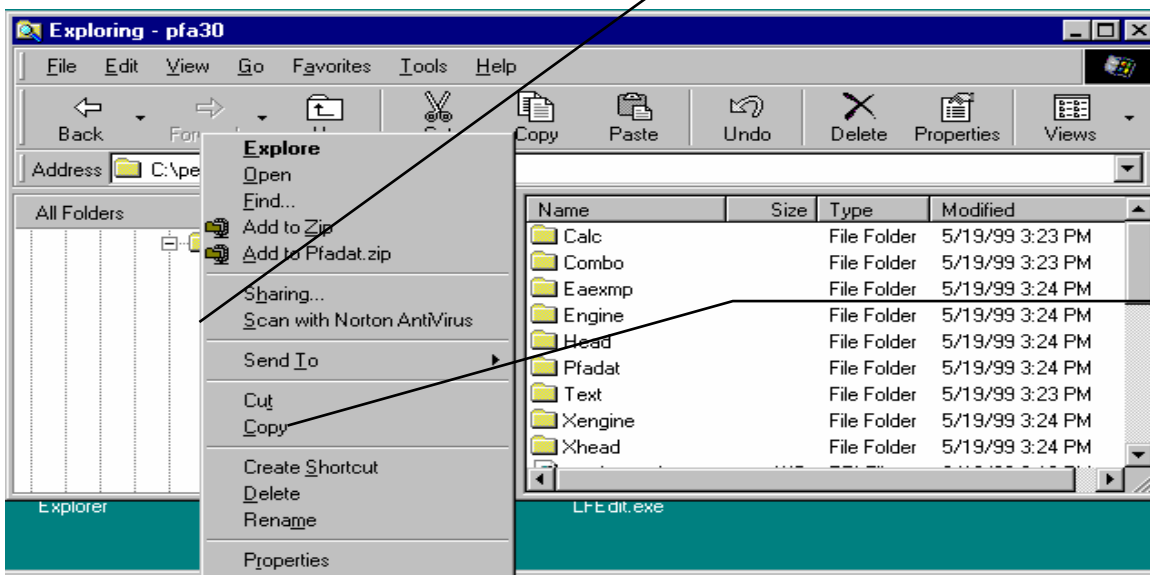 Exploring - pfa30
File Edit View Go Favorites Tools Help
Back Copy Paste Undo Delete Properties Views
Address C:\pe
All Folders
Explore
Open
Find...
Add to Zip
Add to Pfadat.zip
Sharing...
Scan with Norton AntiVirus
Send To
Cut
Copy
Create Shortcut
Delete
Rename
Properties
Name Size Type Modified
Calc File Folder 5/19/99 3:23 PM
Combo File Folder 5/19/99 3:23 PM
Eaexmp File Folder 5/19/99 3:24 PM
Engine File Folder 5/19/99 3:24 PM
Head File Folder 5/19/99 3:24 PM
Pfadat File Folder 5/19/99 3:24 PM
Text File Folder 5/19/99 3:23 PM
Xengine File Folder 5/19/99 3:24 PM
Xhead File Folder 5/19/99 3:24 PM
Explorer LFEdit.exe